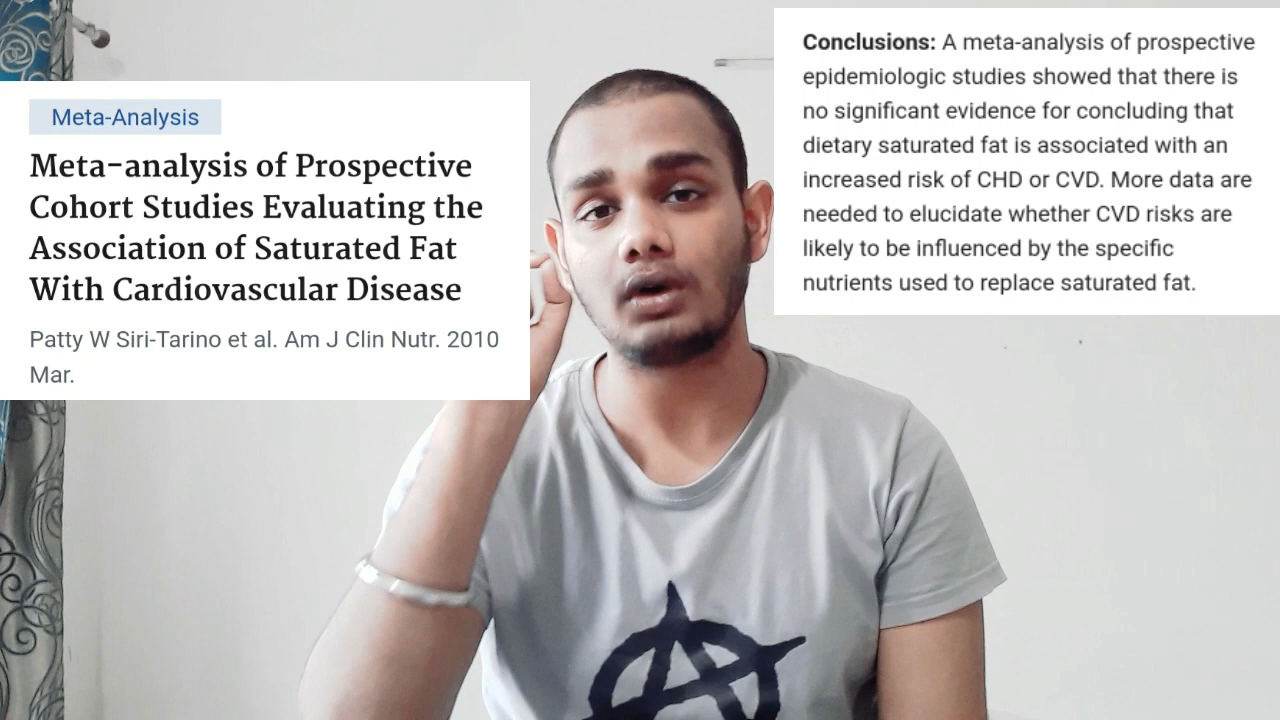 Meta-Analysis
Meta-analysis of Prospective
Cohort Studies Evaluating the
Association of Saturated Fat
With Cardiovascular Disease
Patty W Siri-Tarino et al. Am J Clin Nutr. 2010
Mar.
Conclusions: A meta-analysis of prospective
epidemiologic studies showed that there is
no significant evidence for concluding that
dietary saturated fat is associated with an
increased risk of CHD or CVD. More data are
needed to elucidate whether CVD risks are
likely to be influenced by the specific
nutrients used to replace saturated fat.